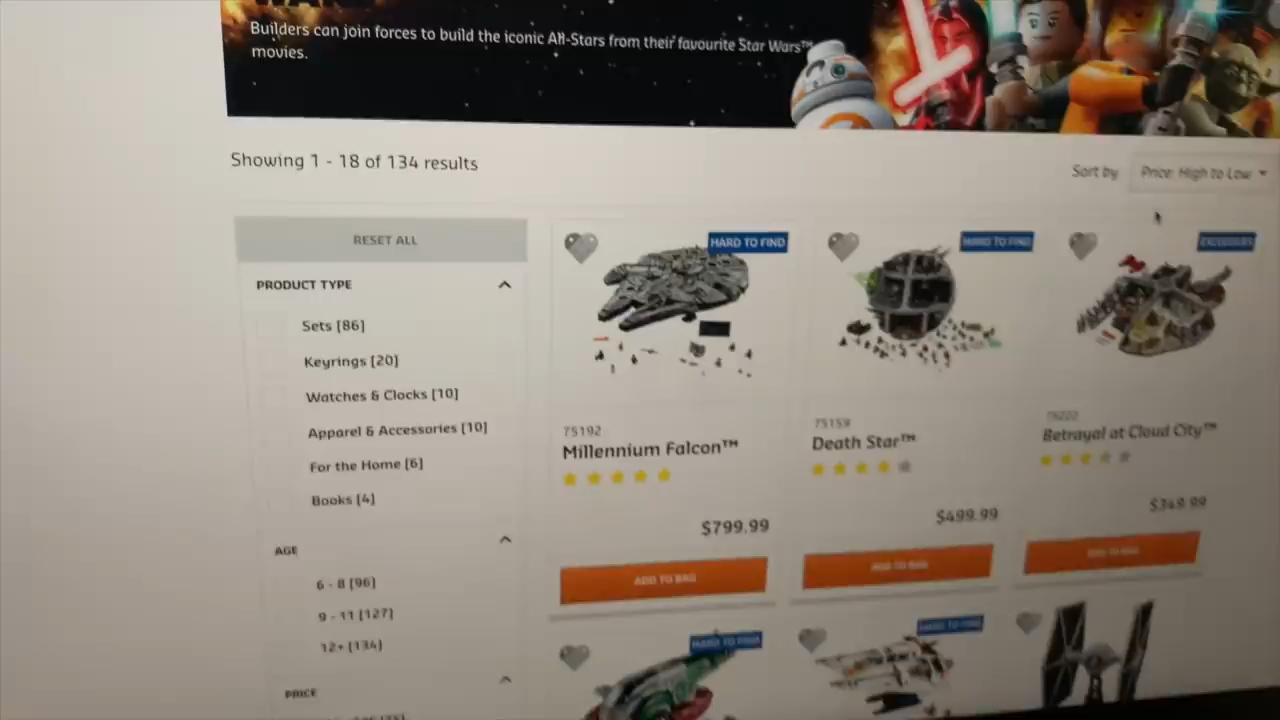 Builders can join forces to build the iconic All-Stars from their favourite Star Wars™
movies.
Showing 1 - 18 of 134 results
Sort by
Price: High to Low
RESET ALL
PRODUCT TYPE
Sets [86]
Keyrings [20]
Watches & Clocks [10]
Apparel & Accessories [10]
For the Home [6]
Books [4]
AGE
6 - 8 [96]
9 - 11 [127]
12+ [134]
PRICE
HARD TO FIND
75192
Millennium Falcon™
$799.99
ADD TO BAG
HARD TO FIND
75159
Death Star™
$499.99
ADD TO BAG
EXCLUSIVES
75222
Betrayal at Cloud City™
$349.99
ADD TO BAG
HARD TO FIND
HARD TO FIND